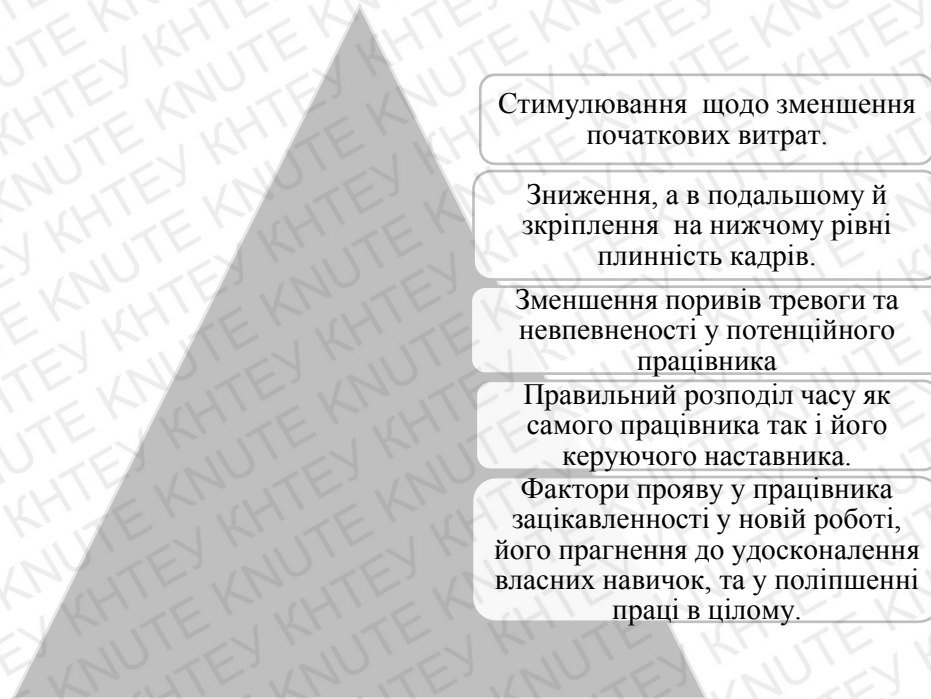 Стимулювання щодо зменшення
початкових витрат.
Зниження, а в подальшому й
зкріплення на нижчому рівні
плинність кадрів.
Зменшення поривів тревоги та
невпевненості у потенційного
працівника
Правильний розподіл часу як
самого працівника так і його
керуючого наставника.
Фактори прояву у працівника
зацікавленності у новій роботі,
його прагнення до удосконалення
власних навичок, та у поліпшенні
праці в цілому.